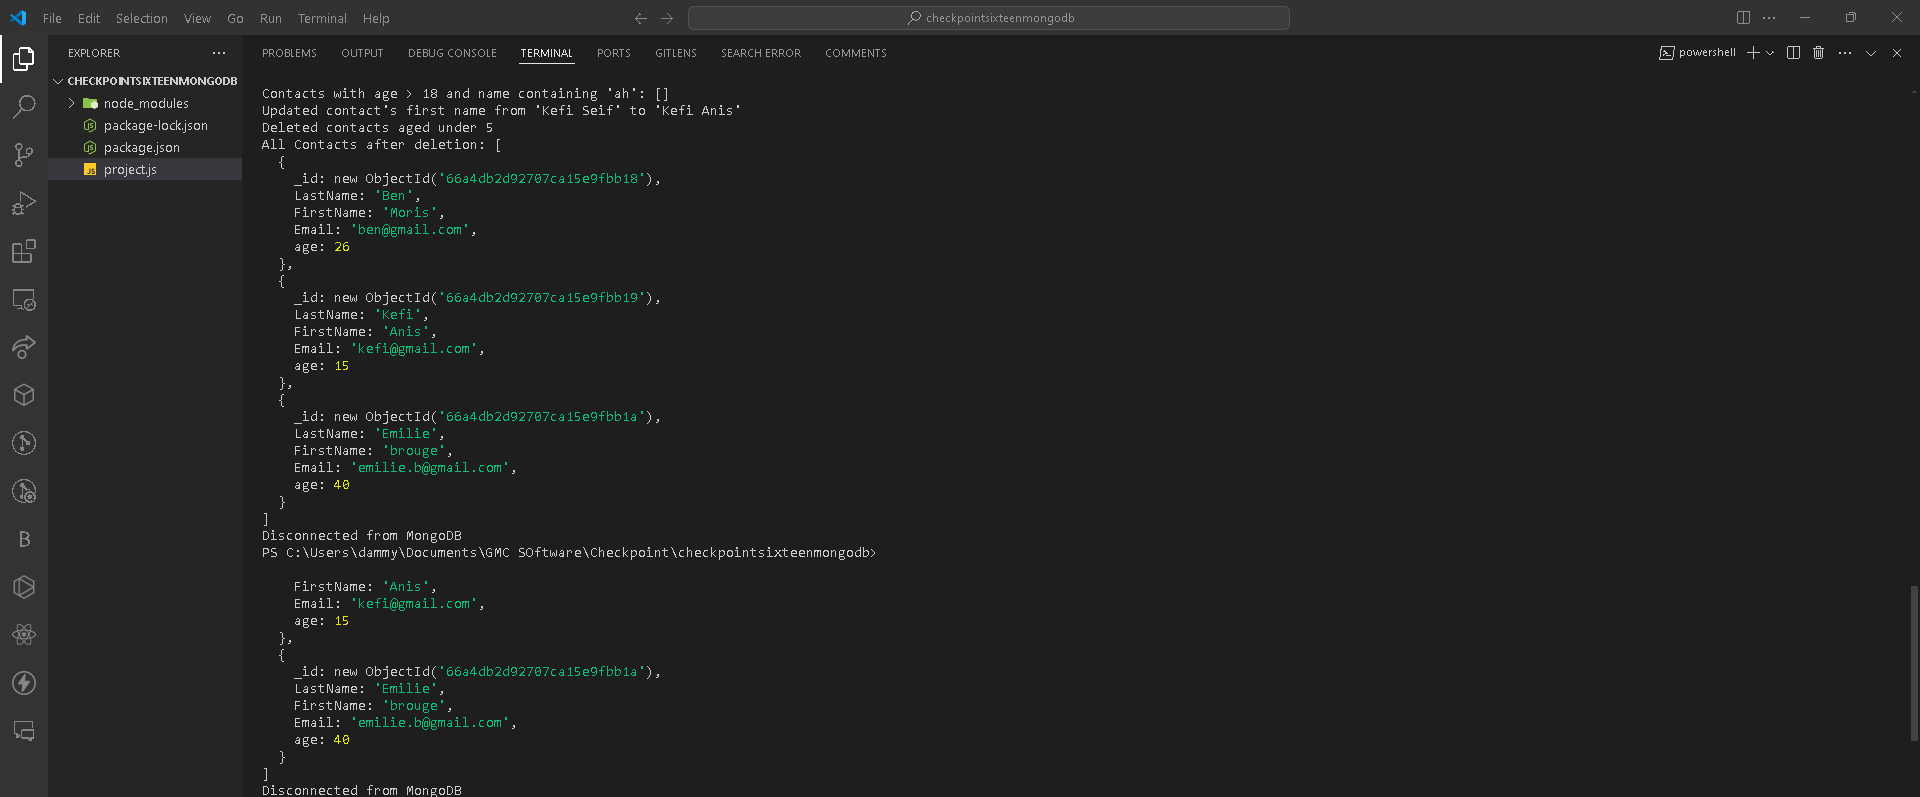 File Edit Selection View Go Run Terminal Help
checkpointsixteenmongodb
EXPLORER
CHECKPOINTSIXTEENMONGODB
node_modules
package-lock.json
package.json
JS project.js
PROBLEMS OUTPUT DEBUG CONSOLE TERMINAL PORTS GITLENS SEARCH ERROR COMMENTS
powershell
Contacts with age > 18 and name containing 'ah': []
Updated contact's first name from 'Kefi Seif' to 'Kefi Anis'
Deleted contacts aged under 5
All Contacts after deletion: [
{
_id: new ObjectId('66a4db2d92707ca15e9fbb18'),
LastName: 'Ben',
FirstName: 'Moris',
Email: 'ben@gmail.com',
age: 26
},
{
_id: new ObjectId('66a4db2d92707ca15e9fbb19'),
LastName: 'Kefi',
FirstName: 'Anis',
Email: 'kefi@gmail.com',
age: 15
},
{
_id: new ObjectId('66a4db2d92707ca15e9fbb1a'),
LastName: 'Emilie',
FirstName: 'brouge',
Email: 'emilie.b@gmail.com',
age: 40
}
]
Disconnected from MongoDB
PS C:\Users\dammy\Documents\GMC SOftware\Checkpoint\checkpointsixteenmongodb>
FirstName: 'Anis',
Email: 'kefi@gmail.com',
age: 15
},
{
_id: new ObjectId('66a4db2d92707ca15e9fbb1a'),
LastName: 'Emilie',
FirstName: 'brouge',
Email: 'emilie.b@gmail.com',
age: 40
}
]
Disconnected from MongoDB